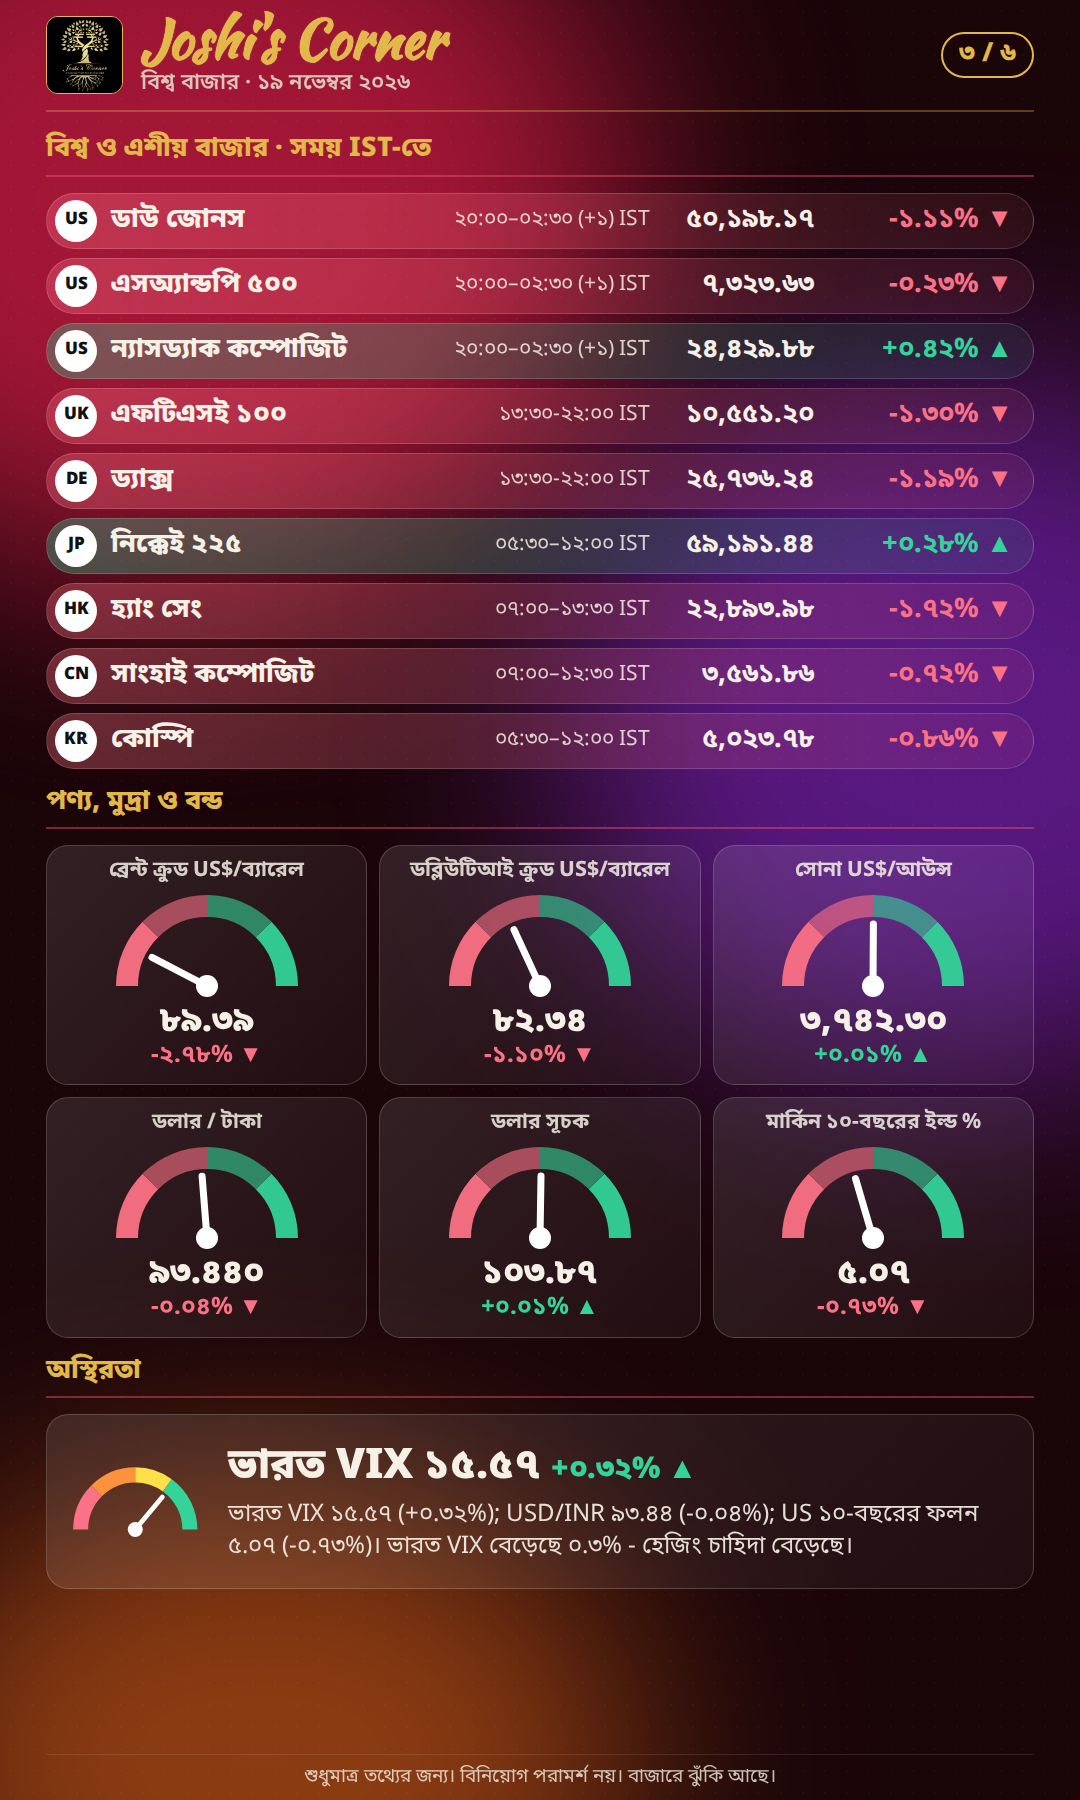 Joshi's Corner
Joshi's Corner
বিশ্ব বাজার · ১৯ নভেম্বর ২০২৬
৩ / ৬
বিশ্ব ও এশীয় বাজার · সময় IST-তে
US ডাউ জোনস ২০:০০–০২:৩০ (+১) IST ৫০,১৯৮.১৭ -১.১১% ▼
US এসঅ্যান্ডপি ৫০০ ২০:০০–০২:৩০ (+১) IST ৭,৩২৩.৬৩ -০.২৩% ▼
US ন্যাসড্যাক কম্পোজিট ২০:০০–০২:৩০ (+১) IST ২৪,৪২৯.৮৮ +০.৪২% ▲
UK এফটিএসই ১০০ ১৩:৩০-২২:০০ IST ১০,৫৫১.২০ -১.৩০% ▼
DE ড্যাক্স ১৩:৩০-২২:০০ IST ২৫,৭৩৬.২৪ -১.১৯% ▼
JP নিক্কেই ২২৫ ০৫:৩০–১২:০০ IST ৫৯,১৯১.৪৪ +০.২৮% ▲
HK হ্যাং সেং ০৭:০০–১৩:৩০ IST ২২,৮৯৩.৯৮ -১.৭২% ▼
CN সাংহাই কম্পোজিট ০৭:০০–১২:৩০ IST ৩,৫৬১.৮৬ -০.৭২% ▼
KR কোস্পি ০৫:৩০–১২:০০ IST ৫,০২৩.৭৮ -০.৮৬% ▼
পণ্য, মুদ্রা ও বন্ড
ব্রেন্ট ক্রুড US$/ব্যারেল
৮৯.৩৯
-২.৭৮% ▼
ডব্লিউটিআই ক্রুড US$/ব্যারেল
৮২.৩৪
-১.১০% ▼
সোনা US$/আউন্স
৩,৭৪২.৩০
+০.০১% ▲
ডলার / টাকা
৯৩.৪৪০
-০.০৪% ▼
ডলার সূচক
১০৩.৮৭
+০.০১% ▲
মার্কিন ১০-বছরের ইল্ড %
৫.০৭
-০.৭৩% ▼
অস্থিরতা
ভারত VIX ১৫.৫৭ +০.৩২% ▲
ভারত VIX ১৫.৫৭ (+০.৩২%); USD/INR ৯৩.৪৪ (-০.০৪%); US ১০-বছরের ফলন
৫.০৭ (-০.৭৩%)। ভারত VIX বেড়েছে ০.৩% - হেজিং চাহিদা বেড়েছে।
শুধুমাত্র তথ্যের জন্য। বিনিয়োগ পরামর্শ নয়। বাজারে ঝুঁকি আছে।